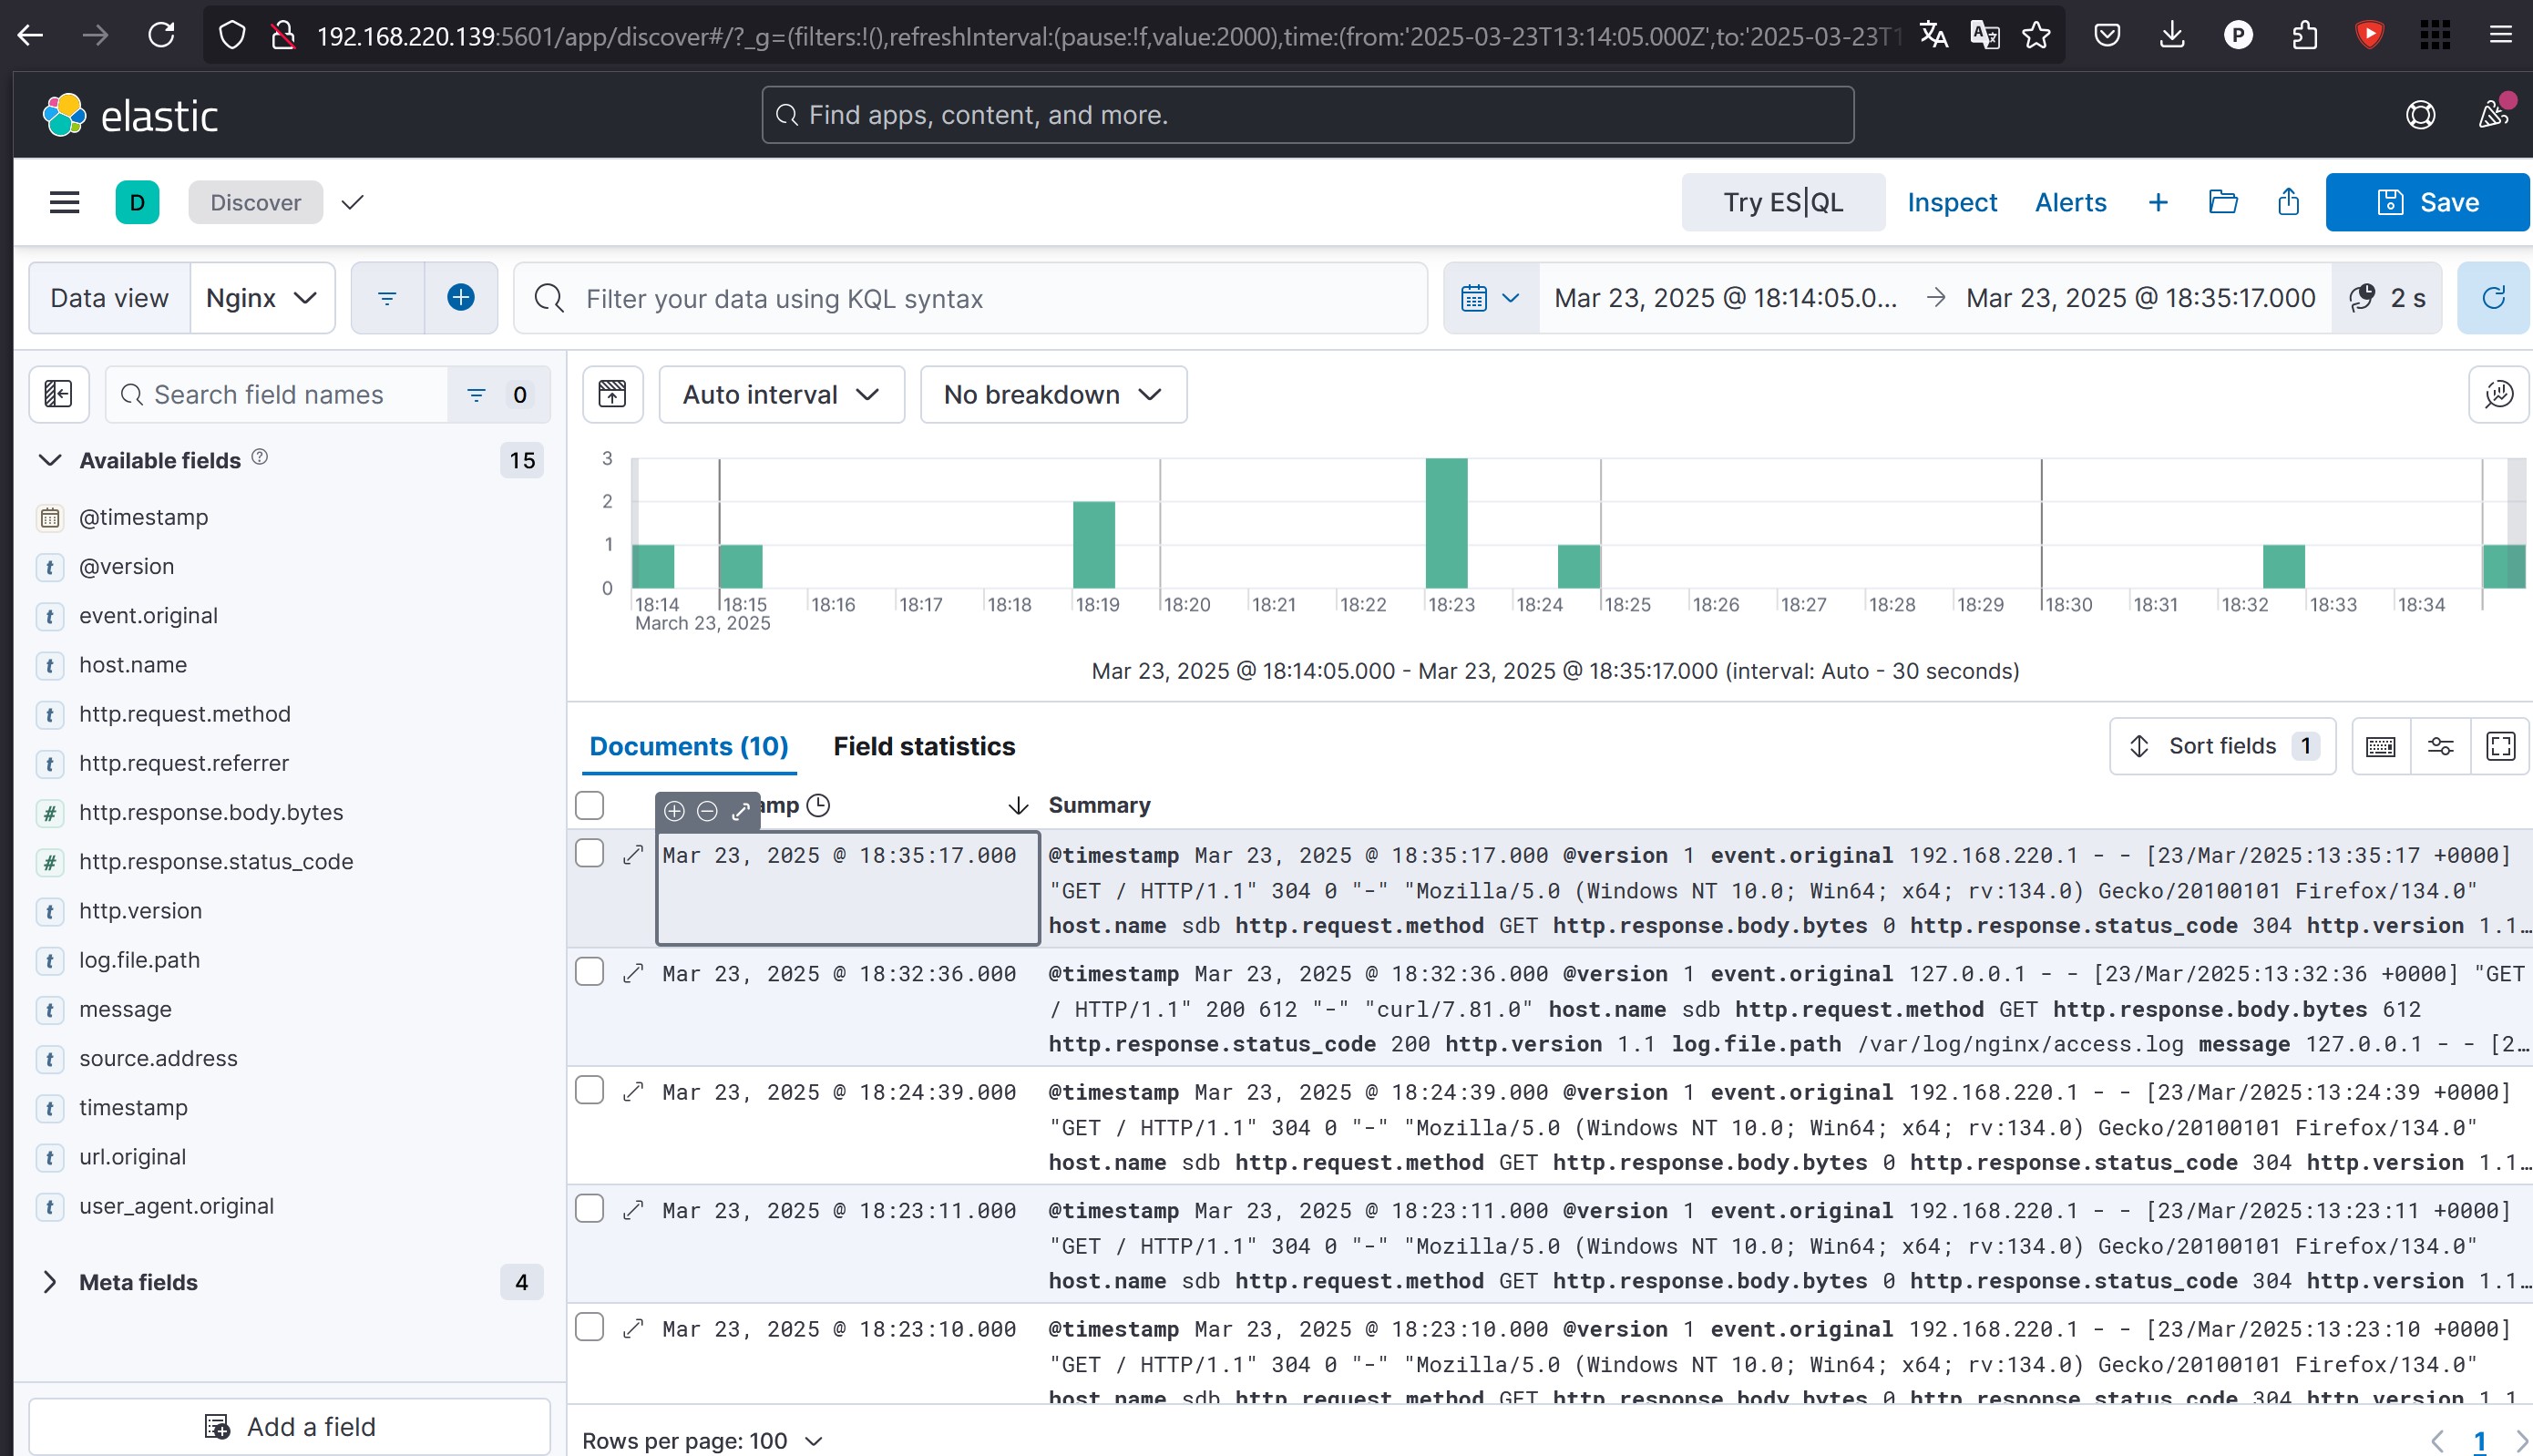 192.168.220.139:5601/app/discover#/?_g=(filters:!(),refreshInterval:(pause:!f,value:2000),time:(from:'2025-03-23T13:14:05.000Z',to:'2025-03-23T1
elastic
Find apps, content, and more.
D
Discover
Try ES|QL
Inspect
Alerts
Save
Data view
Nginx
Filter your data using KQL syntax
Mar 23, 2025 @ 18:14:05.0...
Mar 23, 2025 @ 18:35:17.000
2 s
Search field names
0
Available fields
15
@timestamp
@version
event.original
host.name
http.request.method
http.request.referrer
http.response.body.bytes
http.response.status_code
http.version
log.file.path
message
source.address
timestamp
url.original
user_agent.original
Meta fields
4
Add a field
Auto interval
No breakdown
3
2
1
0
18:14 18:15 18:16 18:17 18:18 18:19 18:20 18:21 18:22 18:23 18:24 18:25 18:26 18:27 18:28 18:29 18:30 18:31 18:32 18:33 18:34
March 23, 2025
Mar 23, 2025 @ 18:14:05.000 - Mar 23, 2025 @ 18:35:17.000 (interval: Auto - 30 seconds)
Documents (10)
Field statistics
Sort fields 1
amp
Summary
Mar 23, 2025 @ 18:35:17.000
@timestamp Mar 23, 2025 @ 18:35:17.000 @version 1 event.original 192.168.220.1 - - [23/Mar/2025:13:35:17 +0000]
"GET / HTTP/1.1" 304 0 "-" "Mozilla/5.0 (Windows NT 10.0; Win64; x64; rv:134.0) Gecko/20100101 Firefox/134.0"
host.name sdb http.request.method GET http.response.body.bytes 0 http.response.status_code 304 http.version 1.1…
Mar 23, 2025 @ 18:32:36.000
@timestamp Mar 23, 2025 @ 18:32:36.000 @version 1 event.original 127.0.0.1 - - [23/Mar/2025:13:32:36 +0000] "GET
/ HTTP/1.1" 200 612 "-" "curl/7.81.0" host.name sdb http.request.method GET http.response.body.bytes 612
http.response.status_code 200 http.version 1.1 log.file.path /var/log/nginx/access.log message 127.0.0.1 - - [2…
Mar 23, 2025 @ 18:24:39.000
@timestamp Mar 23, 2025 @ 18:24:39.000 @version 1 event.original 192.168.220.1 - - [23/Mar/2025:13:24:39 +0000]
"GET / HTTP/1.1" 304 0 "-" "Mozilla/5.0 (Windows NT 10.0; Win64; x64; rv:134.0) Gecko/20100101 Firefox/134.0"
host.name sdb http.request.method GET http.response.body.bytes 0 http.response.status_code 304 http.version 1.1…
Mar 23, 2025 @ 18:23:11.000
@timestamp Mar 23, 2025 @ 18:23:11.000 @version 1 event.original 192.168.220.1 - - [23/Mar/2025:13:23:11 +0000]
"GET / HTTP/1.1" 304 0 "-" "Mozilla/5.0 (Windows NT 10.0; Win64; x64; rv:134.0) Gecko/20100101 Firefox/134.0"
host.name sdb http.request.method GET http.response.body.bytes 0 http.response.status_code 304 http.version 1.1…
Mar 23, 2025 @ 18:23:10.000
@timestamp Mar 23, 2025 @ 18:23:10.000 @version 1 event.original 192.168.220.1 - - [23/Mar/2025:13:23:10 +0000]
"GET / HTTP/1.1" 304 0 "-" "Mozilla/5.0 (Windows NT 10.0; Win64; x64; rv:134.0) Gecko/20100101 Firefox/134.0"
host.name sdb http.request.method GET http.response.body.bytes 0 http.response.status_code 304 http.version 1.1
Rows per page: 100
1